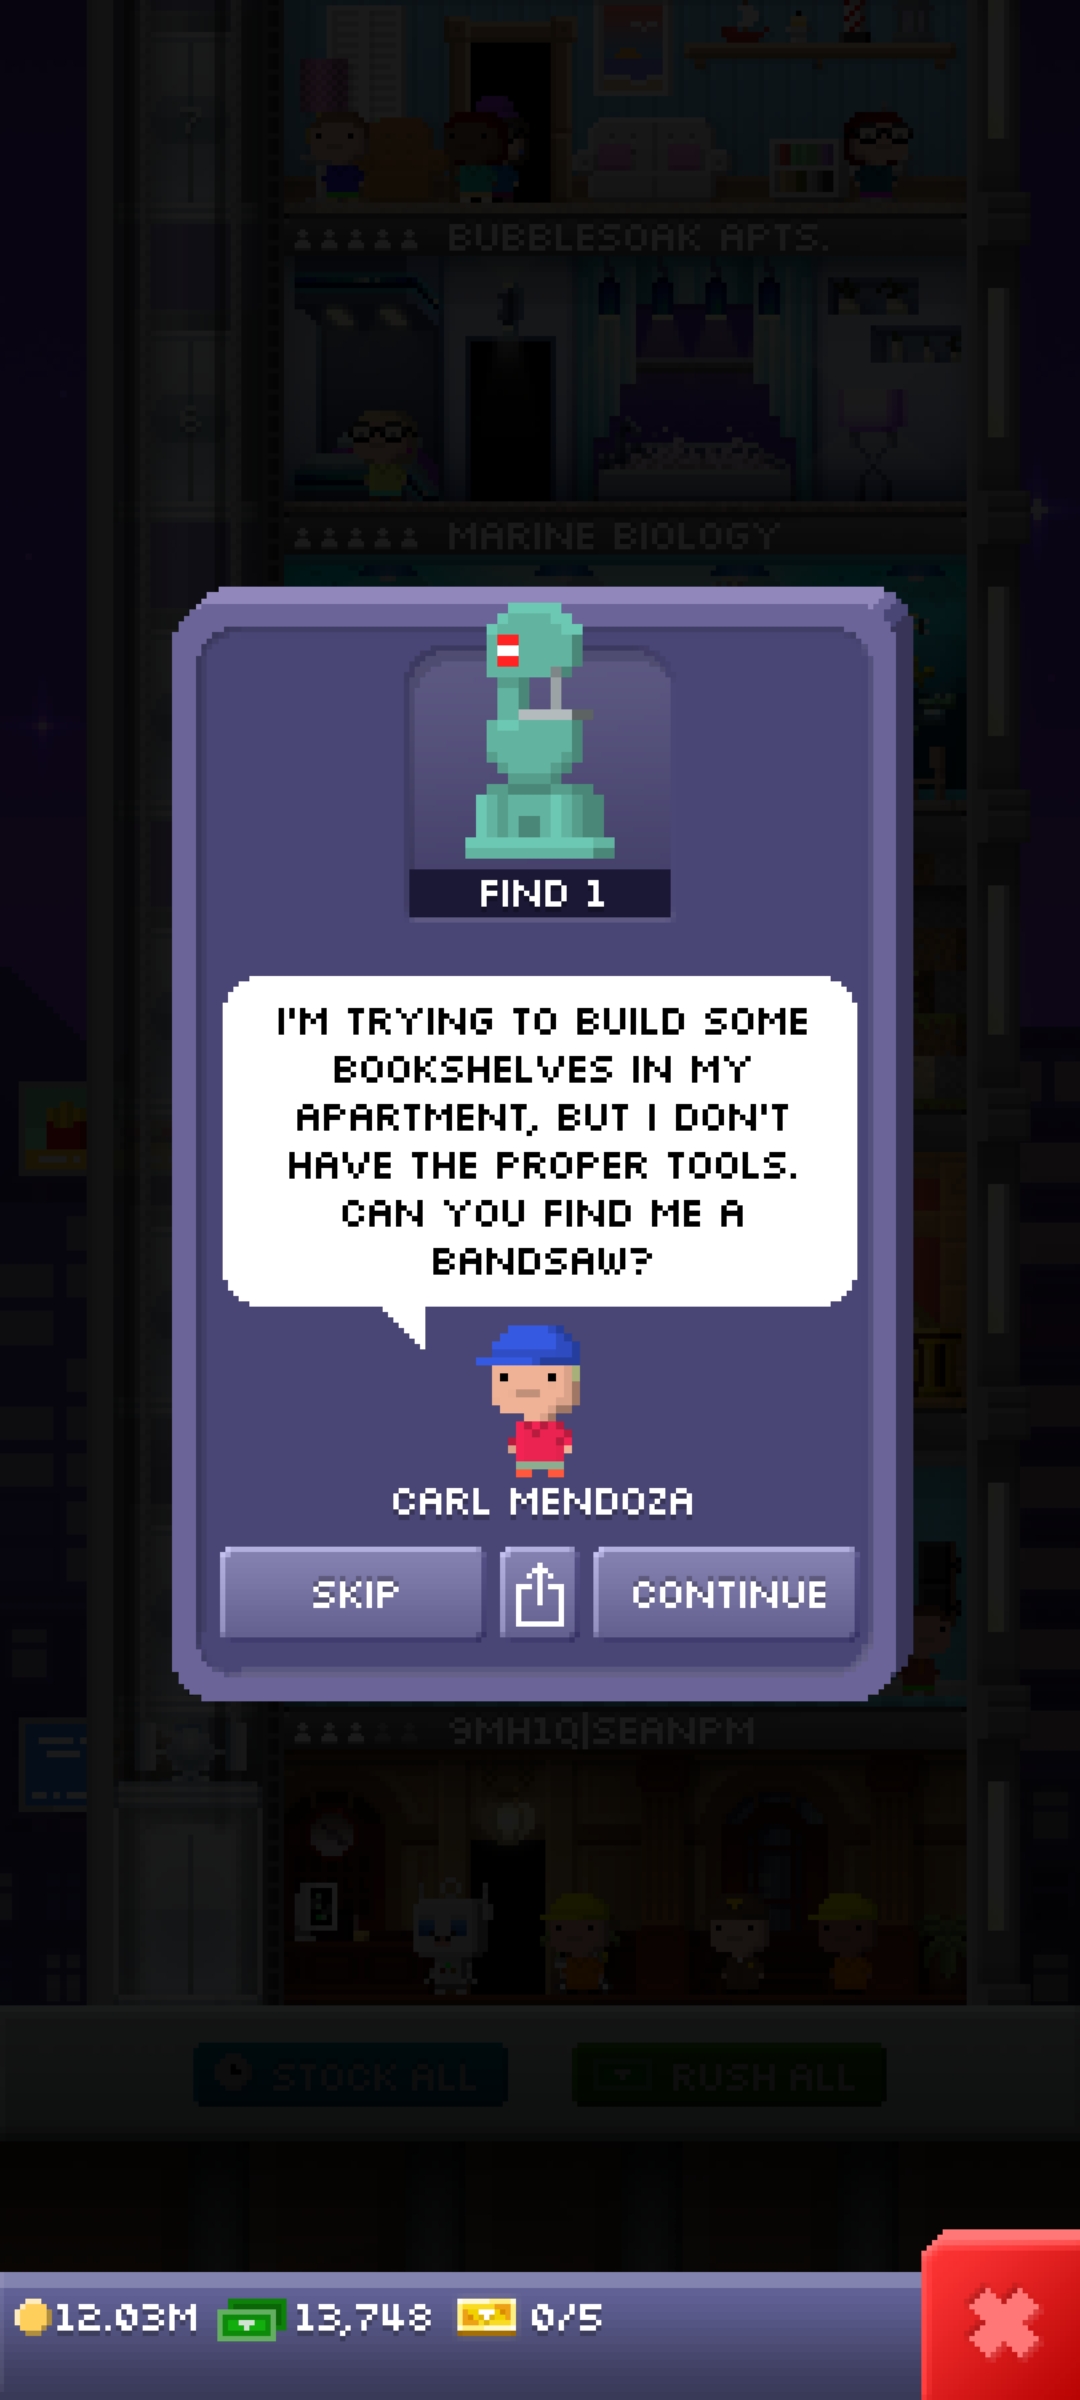 7
BUBBLESOAK APTS.
6
MARINE BIOLOGY
FIND 1
I'M TRYING TO BUILD SOME
BOOKSHELVES IN MY
APARTMENT, BUT I DON'T
HAVE THE PROPER TOOLS.
CAN YOU FIND ME A
BANDSAW?
CARL MENDOZA
SKIP
CONTINUE
9MH1Q|SEANPM
STOCK ALL
RUSH ALL
12.03M
13,748
0/5